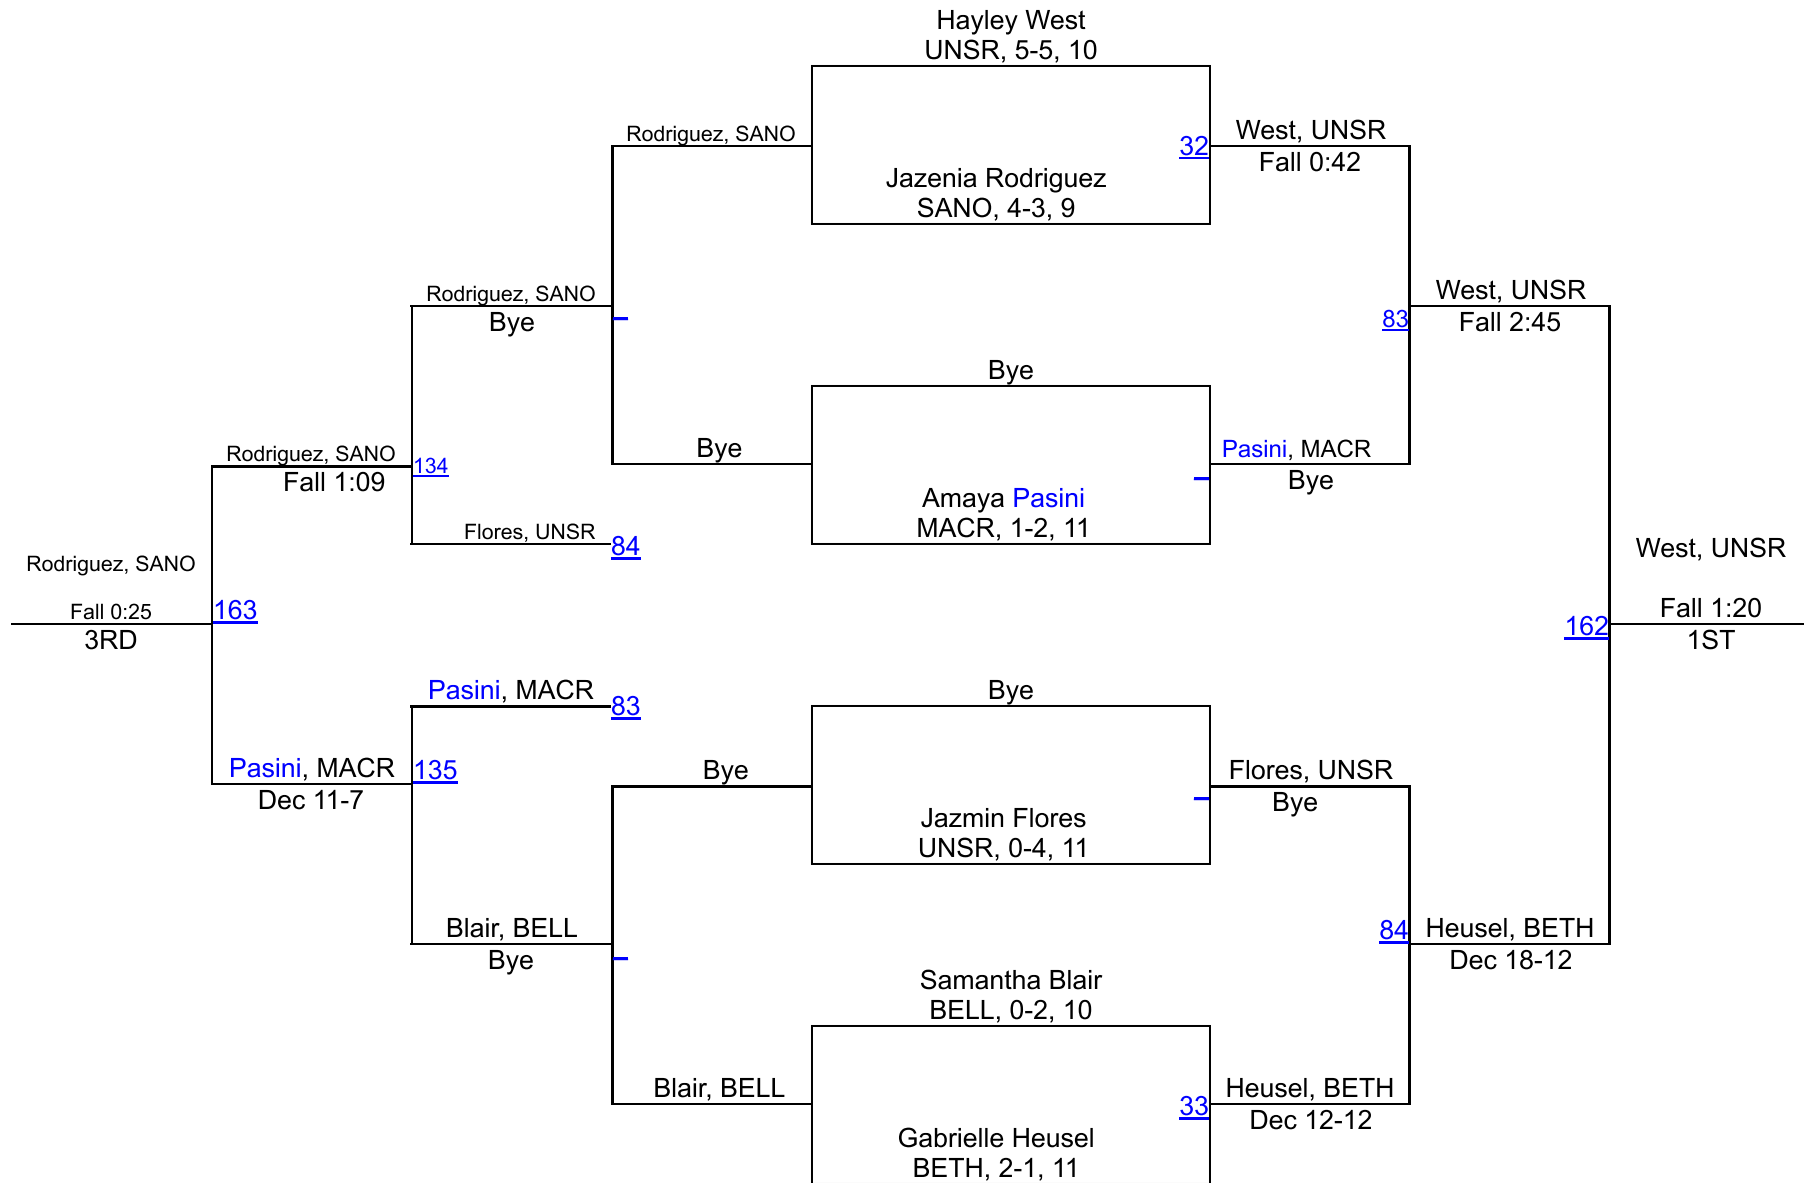 Hayley West
UNSR, 5-5, 10
Rodriguez, SANO
32
West, UNSR
Fall 0:42
Jazenia Rodriguez
SANO, 4-3, 9
Rodriguez, SANO
Bye
83
West, UNSR
Fall 2:45
Bye
Bye
Pasini, MACR
Bye
Rodriguez, SANO
Fall 1:09
134
Amaya Pasini
MACR, 1-2, 11
Flores, UNSR
84
Rodriguez, SANO
Fall 0:25
3RD
163
West, UNSR
162
Fall 1:20
1ST
Pasini, MACR
83
Bye
Pasini, MACR
Dec 11-7
135
Bye
Flores, UNSR
Bye
Jazmin Flores
UNSR, 0-4, 11
Blair, BELL
Bye
84
Heusel, BETH
Dec 18-12
Samantha Blair
BELL, 0-2, 10
Blair, BELL
33
Heusel, BETH
Dec 12-12
Gabrielle Heusel
BETH, 2-1, 11